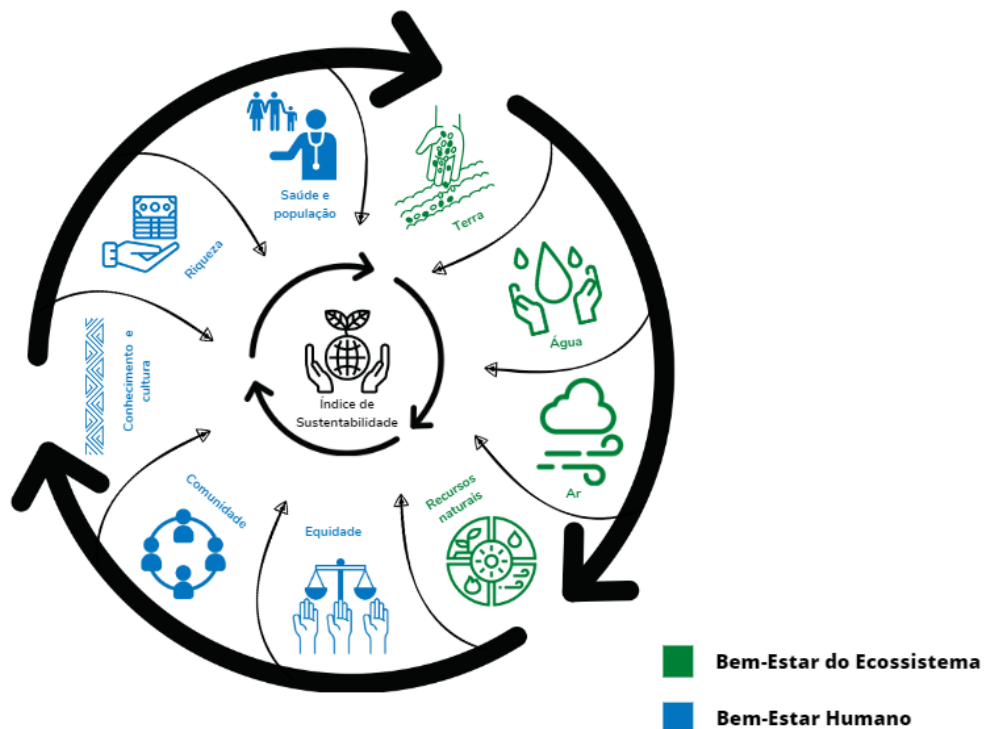 Saúde e
população
Terra
Riqueza
Água
Conhecimento e
cultura
Índice de
Sustentabilidade
Ar
Recursos
naturais
Comunidade
Equidade
Bem-Estar do Ecossistema
Bem-Estar Humano